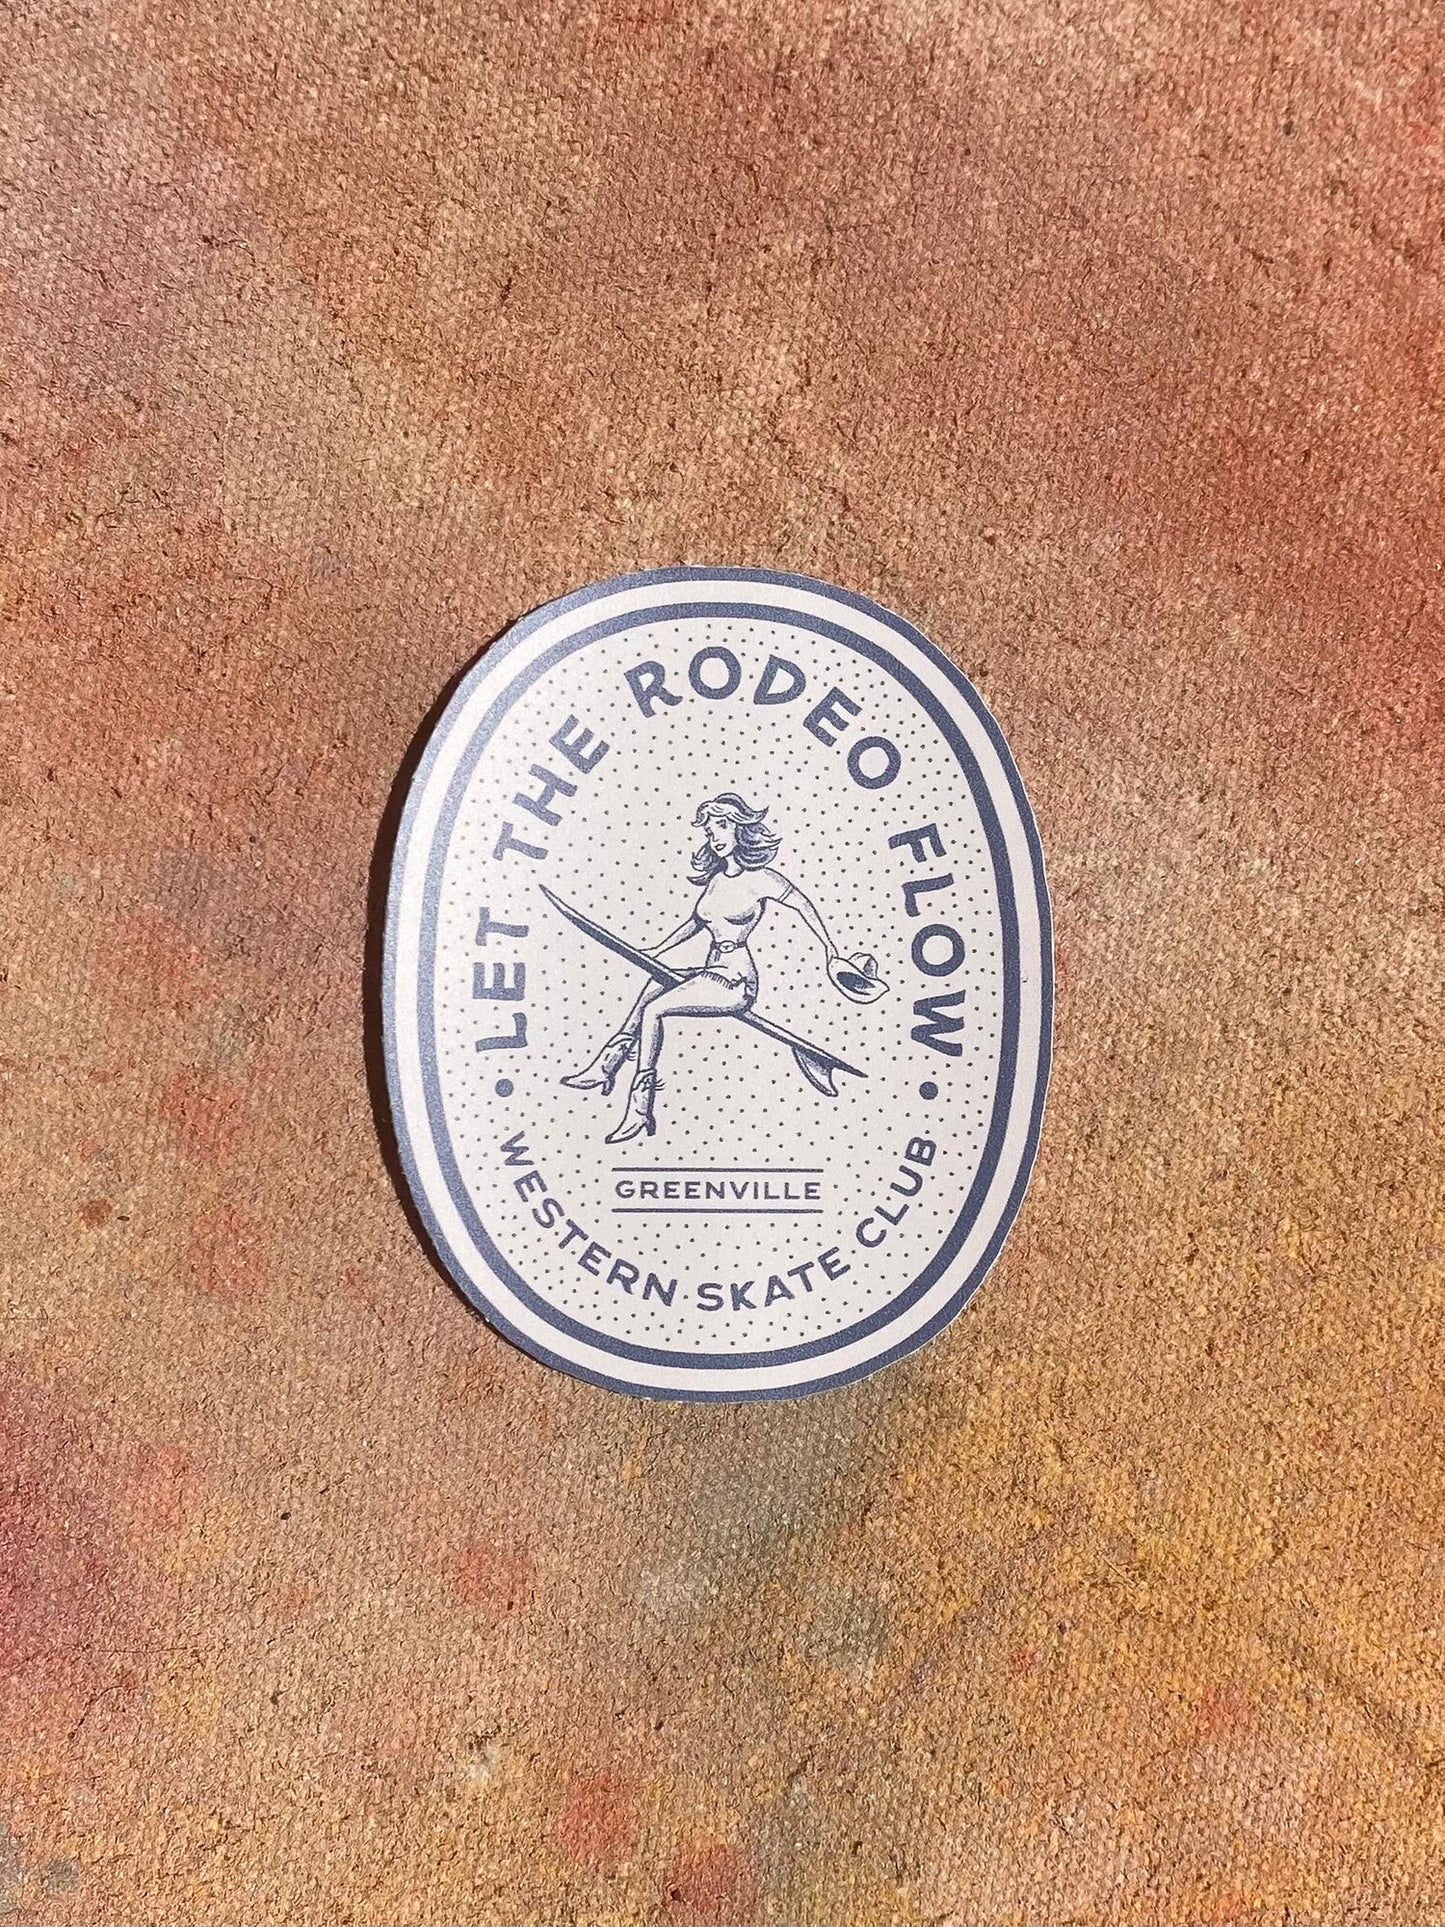 LET THE RODEO FLOW
GREENVILLE
WESTERN SKATE CLUB